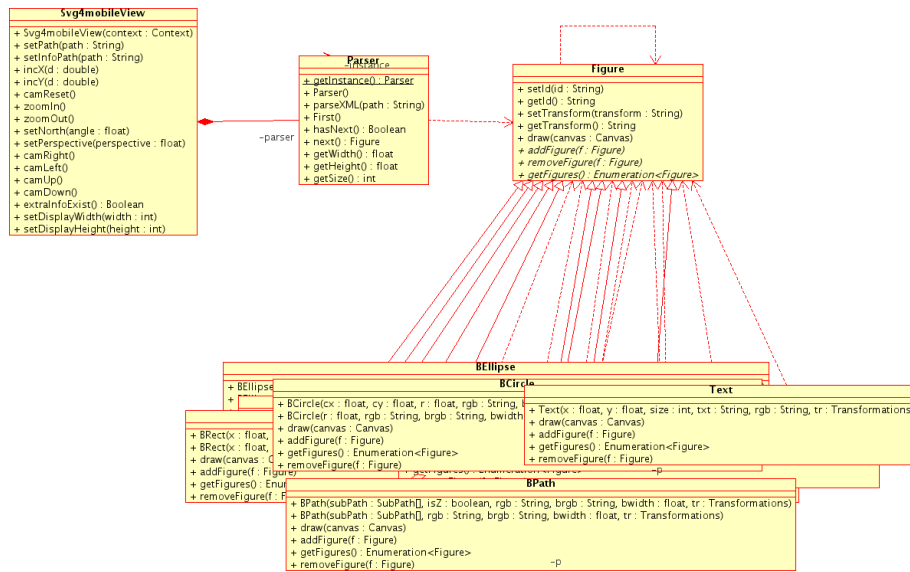 Svg4mobileView
+ Svg4mobileView(context : Context)
+ setPath(path : String)
+ setInfoPath(path : String)
+ incX(d : double)
+ incY(d : double)
+ camReset()
+ zoomIn()
+ zoomOut()
+ setNorth(angle : float)
+ setPerspective(perspective : float)
+ camRight()
+ camLeft()
+ camUp()
+ camDown()
+ extraInfoExist() : Boolean
+ setDisplayWidth(width : int)
+ setDisplayHeight(height : int)
−parser
Parser
−instance
+ getInstance() : Parser
+ Parser()
+ parseXML(path : String)
+ First()
+ hasNext() : Boolean
+ next() : Figure
+ getWidth() : float
+ getHeight() : float
+ getSize() : int
Figure
+ setId(id : String)
+ getId() : String
+ setTransform(transform : String)
+ getTransform() : String
+ draw(canvas : Canvas)
+ addFigure(f : Figure)
+ removeFigure(f : Figure)
+ getFigures() : Enumeration<Figure>
BEllipse
+ BEllipse
BCircle
+ BCircle(cx : float, cy : float, r : float, rgb : String,
+ BCircle(r : float, rgb : String, brgb : String, bwidth
+ draw(canvas : Canvas)
+ addFigure(f : Figure)
+ getFigures() : Enumeration<Figure>
+ removeFigure(f : Figure)
Text
+ Text(x : float, y : float, size : int, txt : String, rgb : String, tr : Transformations
+ draw(canvas : Canvas)
+ addFigure(f : Figure)
+ getFigures() : Enumeration<Figure>
+ removeFigure(f : Figure)
+ BRect(x : float,
+ BRect(x : float,
+ draw(canvas :
+ addFigure(f : Figure)
+ getFigures() : Enum
+ removeFigure(f : Fi
−p
BPath
+ BPath(subPath : SubPath[], isZ : boolean, rgb : String, brgb : String, bwidth : float, tr : Transformations)
+ BPath(subPath : SubPath[], rgb : String, brgb : String, bwidth : float, tr : Transformations)
+ draw(canvas : Canvas)
+ addFigure(f : Figure)
+ getFigures() : Enumeration<Figure>
+ removeFigure(f : Figure)
−p